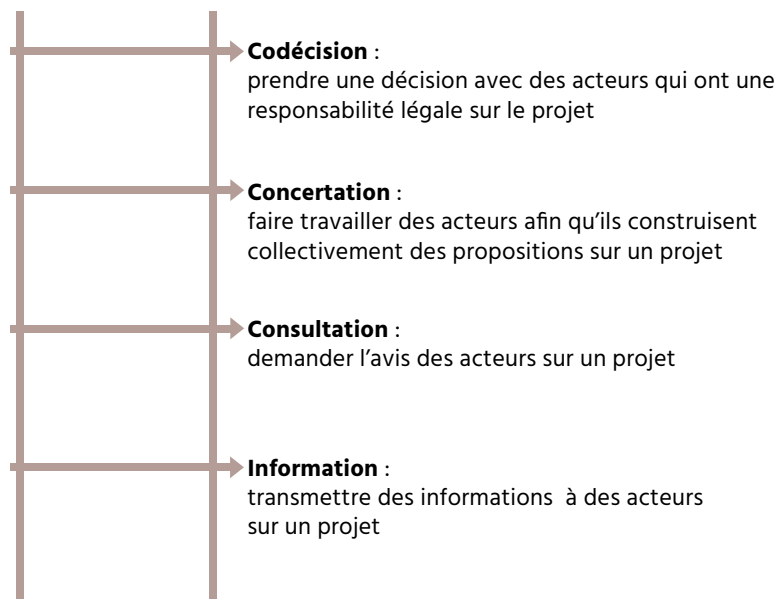 Codécision :
prendre une décision avec des acteurs qui ont une
responsabilité légale sur le projet
Concertation :
faire travailler des acteurs afin qu’ils construisent
collectivement des propositions sur un projet
Consultation :
demander l’avis des acteurs sur un projet
Information :
transmettre des informations  à des acteurs
sur un projet